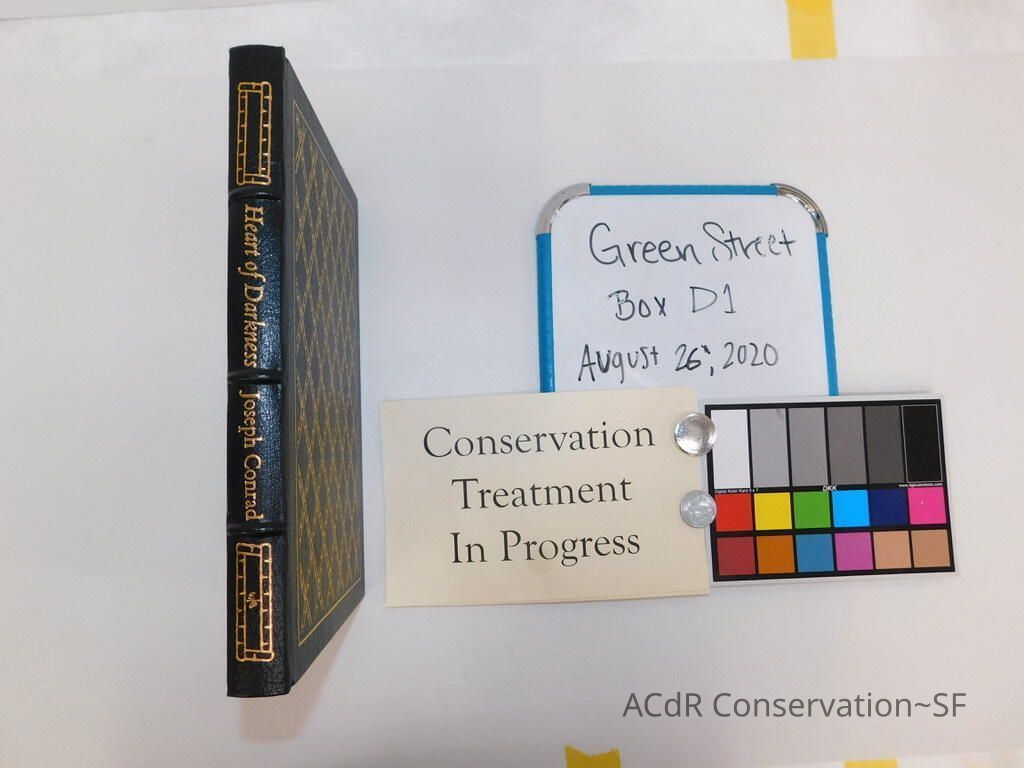 Heart of Darkness
Joseph Conrad
Green Street
Box D1
August 26, 2020
Conservation
Treatment
In Progress
DKK
ACdR Conservation~SF